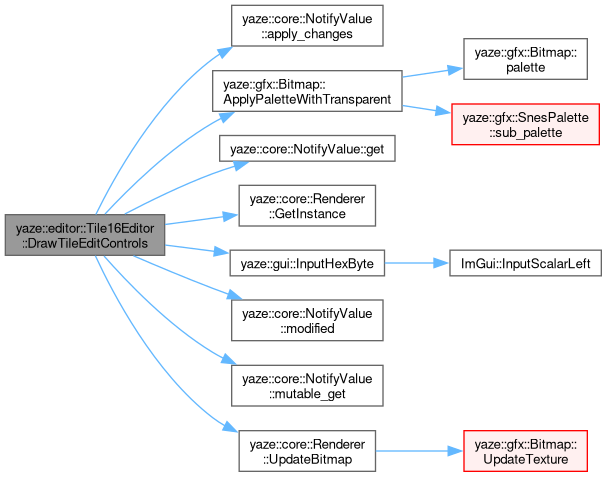 yaze::core::NotifyValue
::apply_changes
yaze::gfx::Bitmap::
ApplyPaletteWithTransparent
yaze::gfx::Bitmap::
palette
yaze::gfx::SnesPalette
::sub_palette
yaze::core::NotifyValue::get
yaze::core::Renderer
::GetInstance
yaze::editor::Tile16Editor
::DrawTileEditControls
yaze::gui::InputHexByte
ImGui::InputScalarLeft
yaze::core::NotifyValue
::modified
yaze::core::NotifyValue
::mutable_get
yaze::core::Renderer
::UpdateBitmap
yaze::gfx::Bitmap::
UpdateTexture